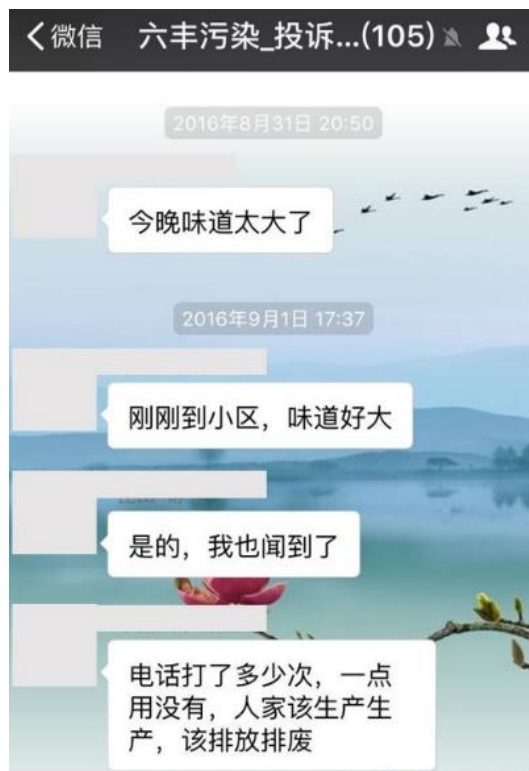 微信 六丰污染_投诉...(105)
2016年8月31日 20:50
今晚味道太大了
2016年9月1日 17:37
刚刚到小区，味道好大
是的，我也闻到了
电话打了多少次，一点
用没有，人家该生产生
产，该排放排废